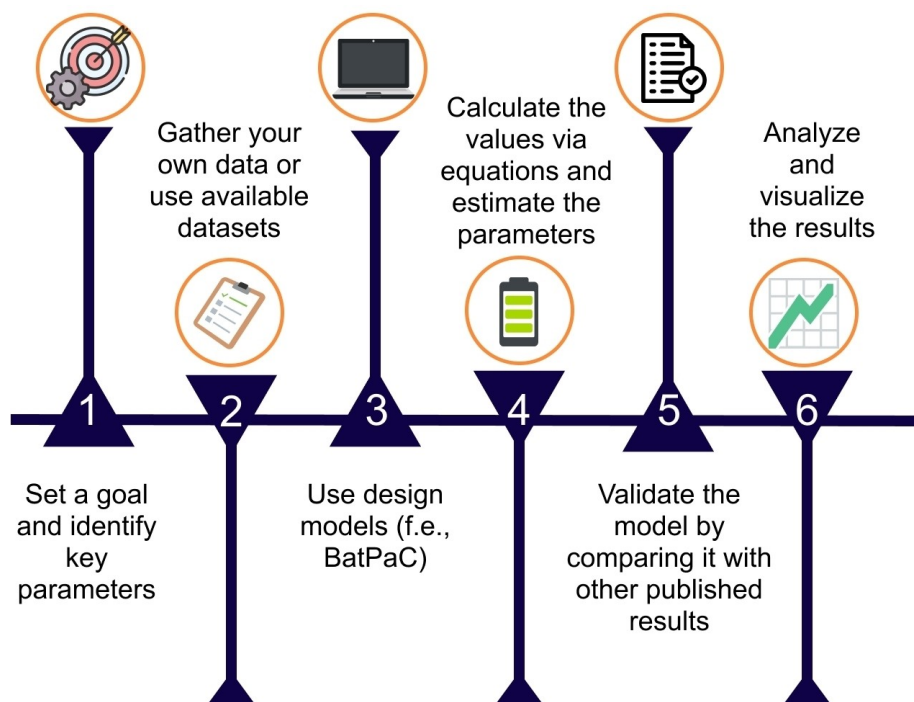 1
Set a goal
and identify
key
parameters
Gather your
own data or
use available
datasets
2
3
Use design
models (f.e.,
BatPaC)
Calculate the
values via
equations and
estimate the
parameters
4
5
Validate the
model by
comparing it with
other published
results
Analyze
and
visualize
the results
6